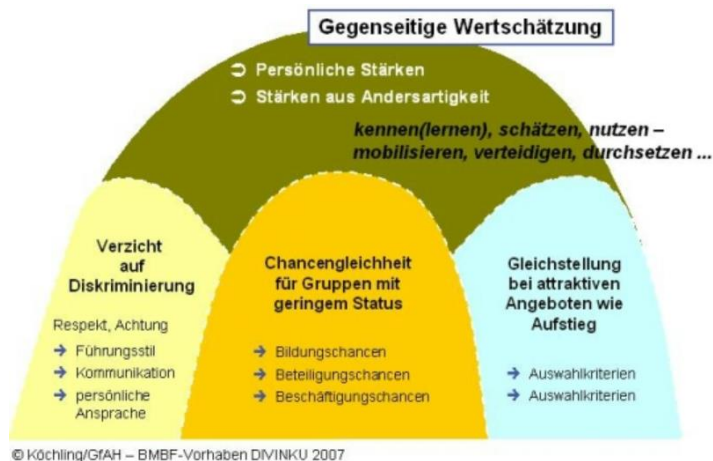 Gegenseitige Wertschätzung
➲ Persönliche Stärken
➲ Stärken aus Andersartigkeit
kennen(lernen), schätzen, nutzen –
mobilisieren, verteidigen, durchsetzen ...
Verzicht
auf
Diskriminierung
Respekt, Achtung
→ Führungsstil
→ Kommunikation
→ persönliche
Ansprache
Chancengleichheit
für Gruppen mit
geringem Status
→ Bildungschancen
→ Beteiligungschancen
→ Beschäftigungschancen
Gleichstellung
bei attraktiven
Angeboten wie
Aufstieg
→ Auswahlkriterien
→ Auswahlkriterien
© Köchling/GfAH – BMBF-Vorhaben DIVINKU 2007